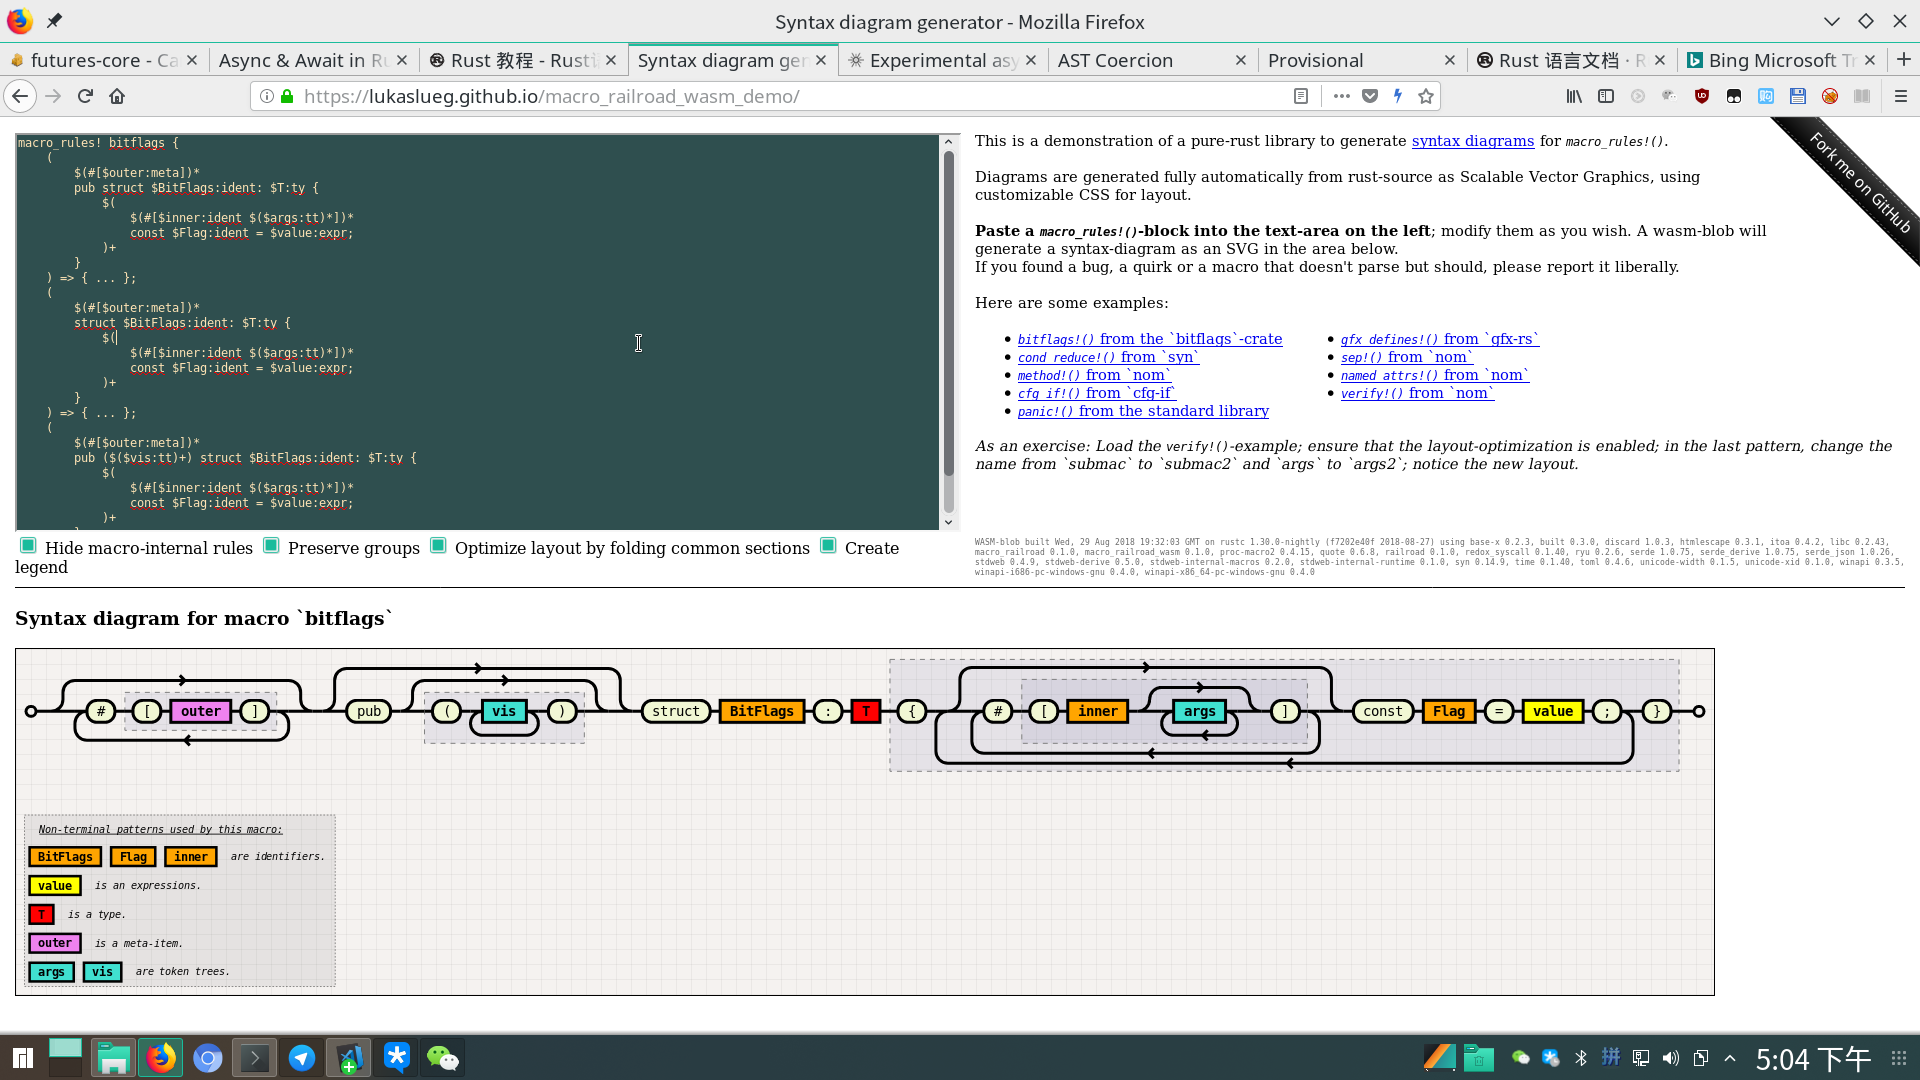 Syntax diagram generator - Mozilla Firefox
futures-core - Ca
Async & Await in R
Rust 教程 - Rust
Syntax diagram ger
Experimental asy
AST Coercion
Provisional
Rust 语言文档 · R
Bing Microsoft Tr
https://lukaslueg.github.io/macro_railroad_wasm_demo/
macro_rules! bitflags {
(
$(#[$outer:meta])*
pub struct $BitFlags:ident: $T:ty {
$(
$(#[$inner:ident $($args:tt)*])*
const $Flag:ident = $value:expr;
)+
}
) => { ... };
(
$(#[$outer:meta])*
struct $BitFlags:ident: $T:ty {
$(
$(#[$inner:ident $($args:tt)*])*
const $Flag:ident = $value:expr;
)+
}
) => { ... };
(
$(#[$outer:meta])*
pub ($($vis:tt)+) struct $BitFlags:ident: $T:ty {
$(
$(#[$inner:ident $($args:tt)*])*
const $Flag:ident = $value:expr;
)+
Hide macro-internal rules Preserve groups Optimize layout by folding common sections Create
legend
This is a demonstration of a pure-rust library to generate syntax diagrams for macro_rules!().
Diagrams are generated fully automatically from rust-source as Scalable Vector Graphics, using
customizable CSS for layout.
Paste a macro_rules!()-block into the text-area on the left; modify them as you wish. A wasm-blob will
generate a syntax-diagram as an SVG in the area below.
If you found a bug, a quirk or a macro that doesn't parse but should, please report it liberally.
Here are some examples:
bitflags!() from the `bitflags`-crate
cond_reduce!() from `syn`
method!() from `nom`
cfg_if!() from `cfg-if`
panic!() from the standard library
gfx_defines!() from `gfx-rs`
sep!() from `nom`
named_attrs!() from `nom`
verify!() from `nom`
As an exercise: Load the verify!()-example; ensure that the layout-optimization is enabled; in the last pattern, change the
name from `submac` to `submac2` and `args` to `args2`; notice the new layout.
Fork me on GitHub
WASM-blob built Wed, 29 Aug 2018 19:32:03 GMT on rustc 1.30.0-nightly (f7202e40f 2018-08-27) using base-x 0.2.3, built 0.3.0, discard 1.0.3, htmlescape 0.3.1, itoa 0.4.2, libc 0.2.43,
macro_railroad 0.1.0, macro_railroad_wasm 0.1.0, proc-macro2 0.4.15, quote 0.6.8, railroad 0.1.0, redox_syscall 0.1.40, ryu 0.2.6, serde 1.0.75, serde_derive 1.0.75, serde_json 1.0.26,
stdweb 0.4.9, stdweb-derive 0.5.0, stdweb-internal-macros 0.2.0, stdweb-internal-runtime 0.1.0, syn 0.14.9, time 0.1.40, toml 0.4.6, unicode-width 0.1.5, unicode-xid 0.1.0, winapi 0.3.5,
winapi-i686-pc-windows-gnu 0.4.0, winapi-x86_64-pc-windows-gnu 0.4.0
Syntax diagram for macro `bitflags`
# [ outer ] pub ( vis ) struct BitFlags : T { # [ inner args ] const Flag = value ; }
Non-terminal patterns used by this macro:
BitFlags Flag inner are identifiers.
value is an expressions.
T is a type.
outer is a meta-item.
args vis are token trees.
拼
5:04 下午